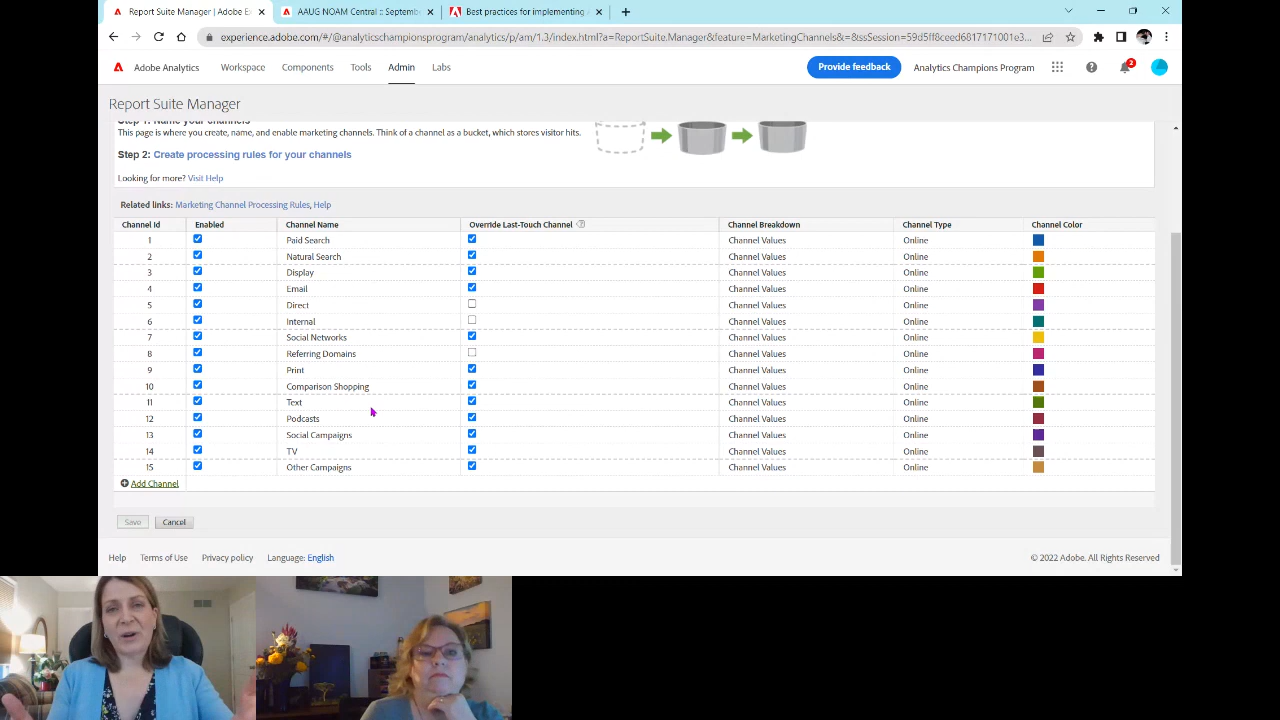 Report Suite Manager | Adobe Ex
AAUG NOAM Central :: Septembe
Best practices for implementing A
experience.adobe.com/#/@analyticschampionsprogram/analytics/p/am/1.3/index.html?a=ReportSuite.Manager&feature=MarketingChannels&=&sssSession=59d5ff8ceed6817171001e3...
Adobe Analytics Workspace Components Tools Admin Labs Provide feedback Analytics Champions Program 2
Report Suite Manager
Step 1: Name your channels
This page is where you create, name, and enable marketing channels. Think of a channel as a bucket, which stores visitor hits.
Step 2: Create processing rules for your channels
Looking for more? Visit Help
Related links: Marketing Channel Processing Rules, Help
Channel Id Enabled Channel Name Override Last-Touch Channel Channel Breakdown Channel Type Channel Color
1 Paid Search Channel Values Online
2 Natural Search Channel Values Online
3 Display Channel Values Online
4 Email Channel Values Online
5 Direct Channel Values Online
6 Internal Channel Values Online
7 Social Networks Channel Values Online
8 Referring Domains Channel Values Online
9 Print Channel Values Online
10 Comparison Shopping Channel Values Online
11 Text Channel Values Online
12 Podcasts Channel Values Online
13 Social Campaigns Channel Values Online
14 TV Channel Values Online
15 Other Campaigns Channel Values Online
Add Channel
Save Cancel
Help Terms of Use Privacy policy Language: English © 2022 Adobe. All Rights Reserved